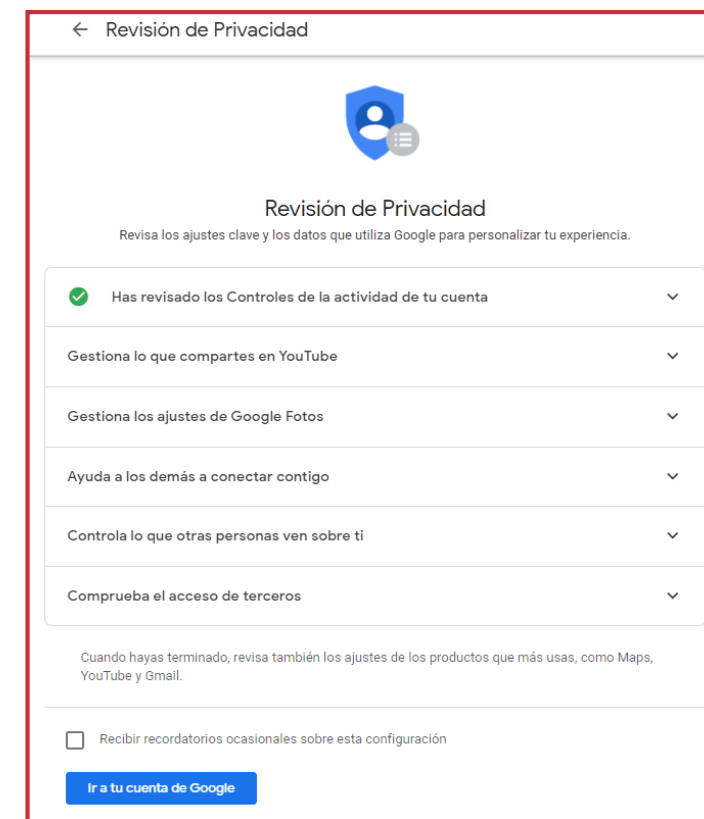 Revisión de Privacidad
Revisión de Privacidad
Revisa los ajustes clave y los datos que utiliza Google para personalizar tu experiencia.
Has revisado los Controles de la actividad de tu cuenta
Gestiona lo que compartes en YouTube
Gestiona los ajustes de Google Fotos
Ayuda a los demás a conectar contigo
Controla lo que otras personas ven sobre ti
Comprueba el acceso de terceros
Cuando hayas terminado, revisa también los ajustes de los productos que más usas, como Maps,
YouTube y Gmail.
Recibir recordatorios ocasionales sobre esta configuración
Ir a tu cuenta de Google